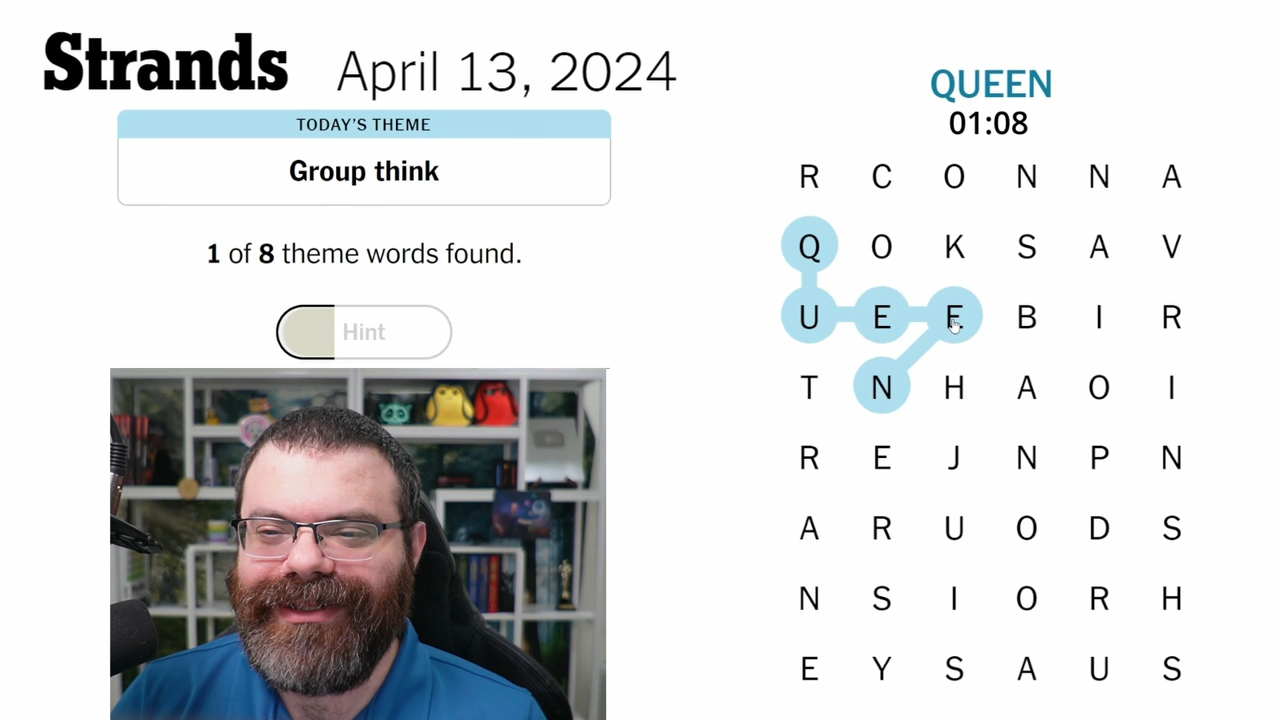 Strands April 13, 2024
TODAY'S THEME
Group think
1 of 8 theme words found.
Hint
QUEEN
01:08
R C O N N A
Q O K S A V
U E E B I R
T N H A O I
R E J N P N
A R U O D S
N S I O R H
E Y S A U S